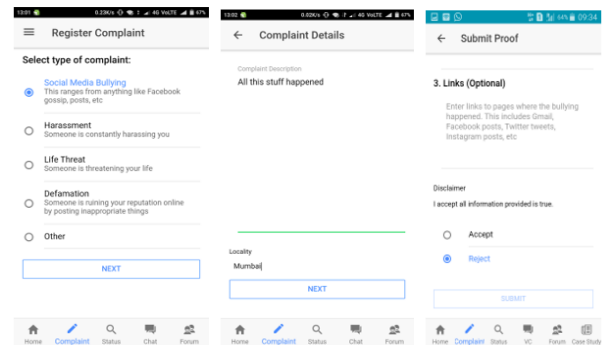 13:01 0.33K/s 4G VoLTE 67%
Register Complaint
Select type of complaint:
Social Media Bullying
This ranges from anything like Facebook
gossip, posts, etc
Harassment
Someone is constantly harassing you
Life Threat
Someone is threatening your life
Defamation
Someone is ruining your reputation online
by posting inappropriate things
Other
NEXT
Home Complaint Status Chat Forum
13:02 0.02K/s 4G VoLTE 67%
Complaint Details
Complaint Description
All this stuff happened
Locality
Mumbai
NEXT
Home Complaint Status Chat Forum
44% 09:34
Submit Proof
3. Links (Optional)
Enter links to pages where the bullying
happened. This includes Gmail,
Facebook posts, Twitter tweets,
Instagram posts, etc
Disclaimer
I accept all information provided is true.
Accept
Reject
SUBMIT
Home Complaint Status VC Forum Case Study